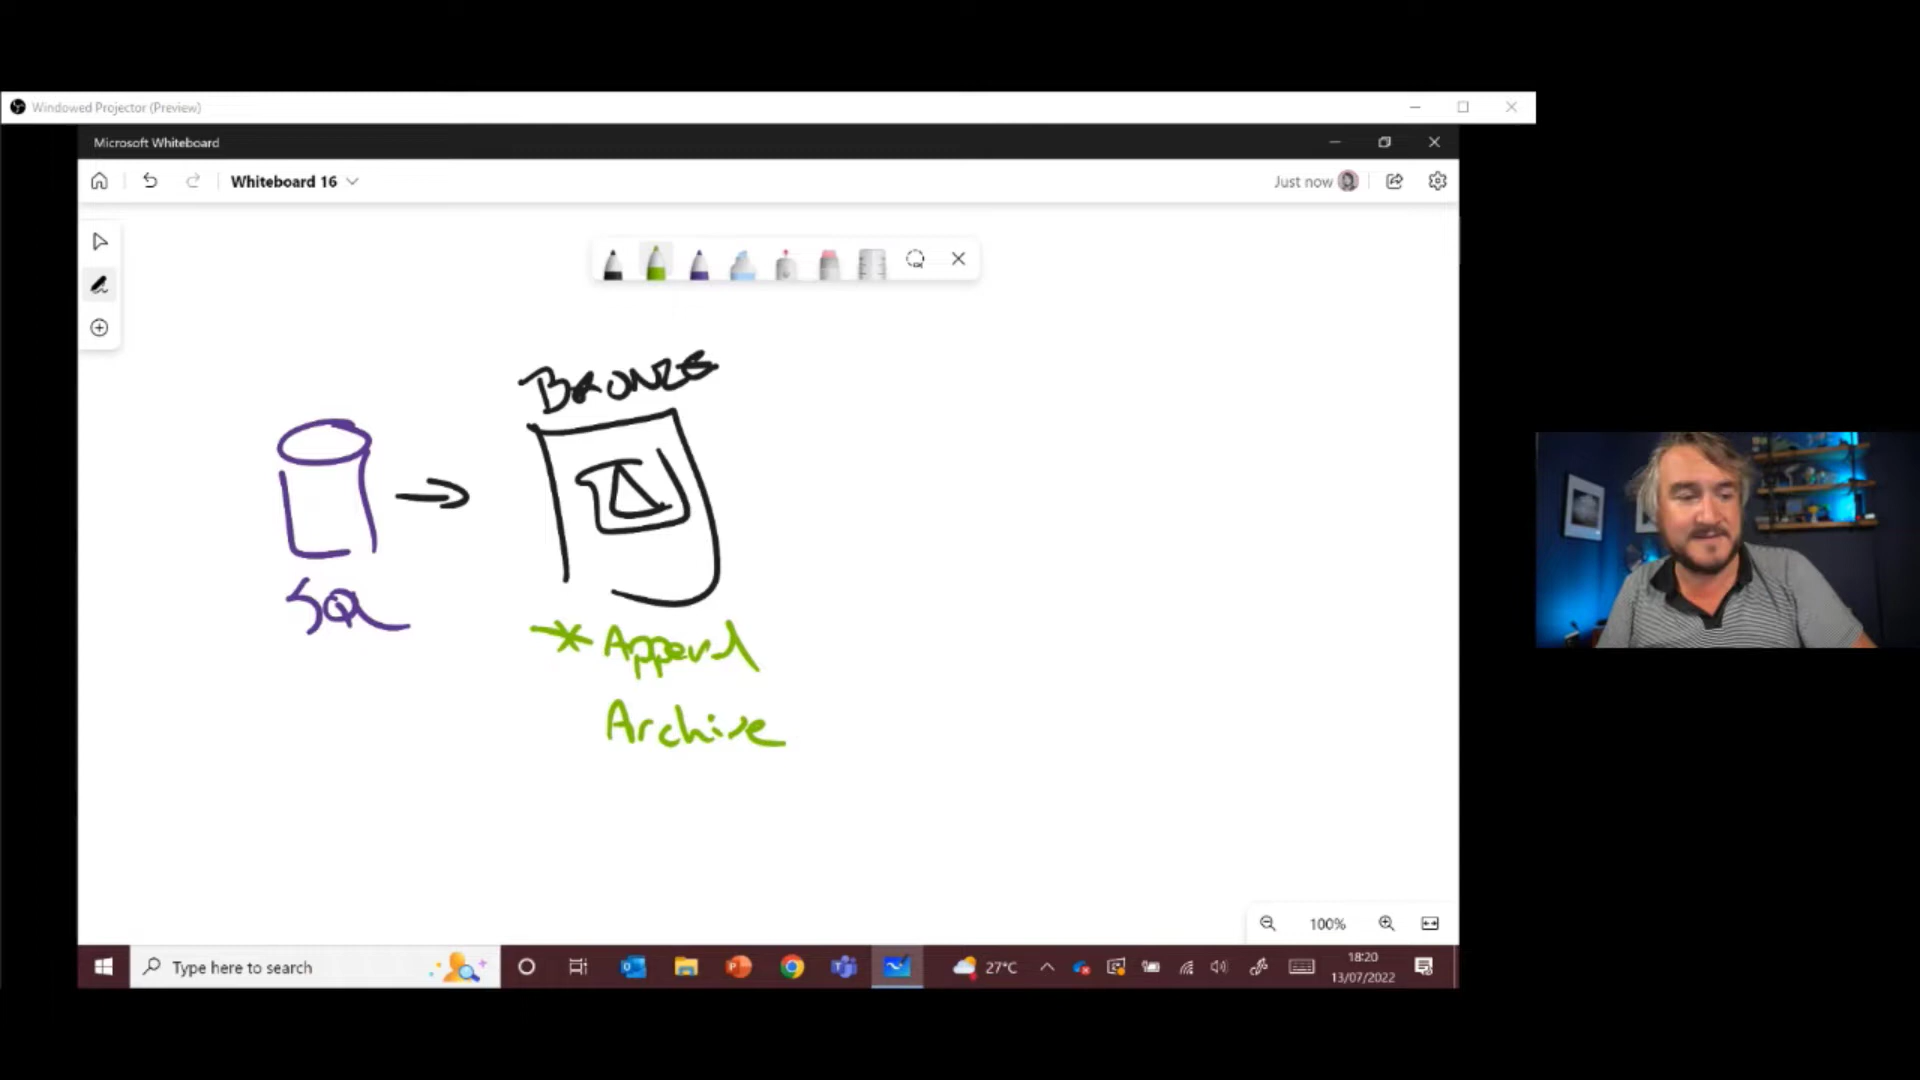 Windowed Projector (Preview)
Microsoft Whiteboard
Whiteboard 16
Just now
BRONZE
SQL
* Append
Archive
100%
Type here to search
27°C
18:20
13/07/2022